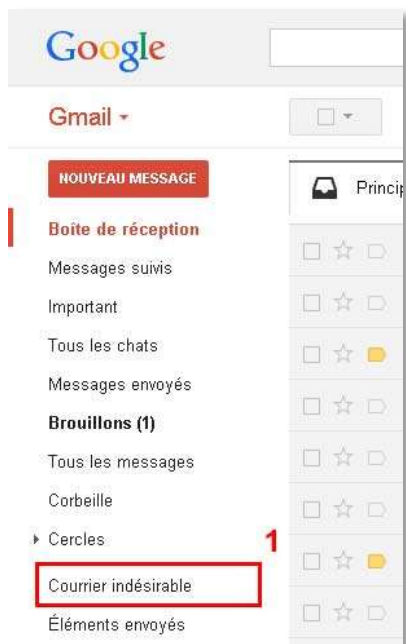 Google
Gmail
NOUVEAU MESSAGE
Princip
Boîte de réception
Messages suivis
Important
Tous les chats
Messages envoyés
Brouillons (1)
Tous les messages
Corbeille
Cercles
1
Courrier indésirable
Éléments envoyés